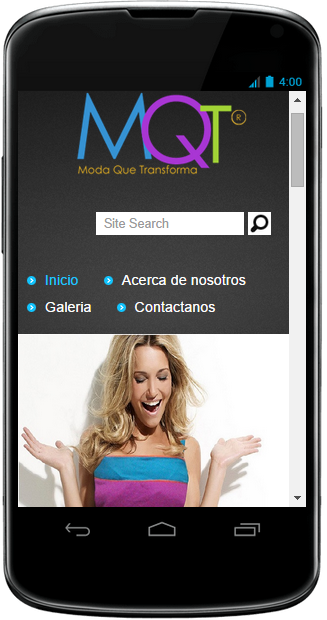 4:00
MQT®
Moda Que Transforma
Site Search
Inicio Acerca de nosotros
Galeria Contactanos